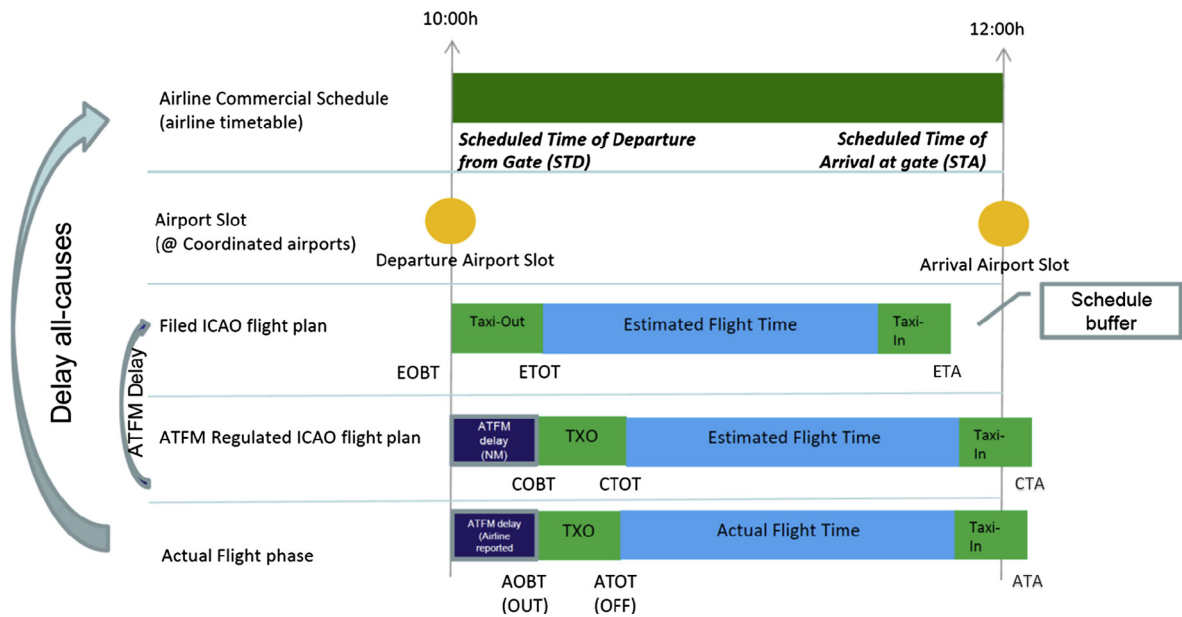 10:00h
12:00h
Airline Commercial Schedule
(airline timetable)
Scheduled Time of Departure
from Gate (STD)
Scheduled Time of
Arrival at gate (STA)
Delay all-causes
Airport Slot
(@ Coordinated airports)
Departure Airport Slot
Arrival Airport Slot
Schedule
buffer
Filed ICAO flight plan
Taxi-Out
Estimated Flight Time
Taxi-
In
EOBT
ETOT
ETA
ATFM Delay
ATFM Regulated ICAO flight plan
ATFM
delay
(NM)
TXO
Estimated Flight Time
Taxi-
In
COBT
CTOT
CTA
Actual Flight phase
ATFM delay
(Airline
reported
TXO
Actual Flight Time
Taxi-
In
AOBT
(OUT)
ATOT
(OFF)
ATA